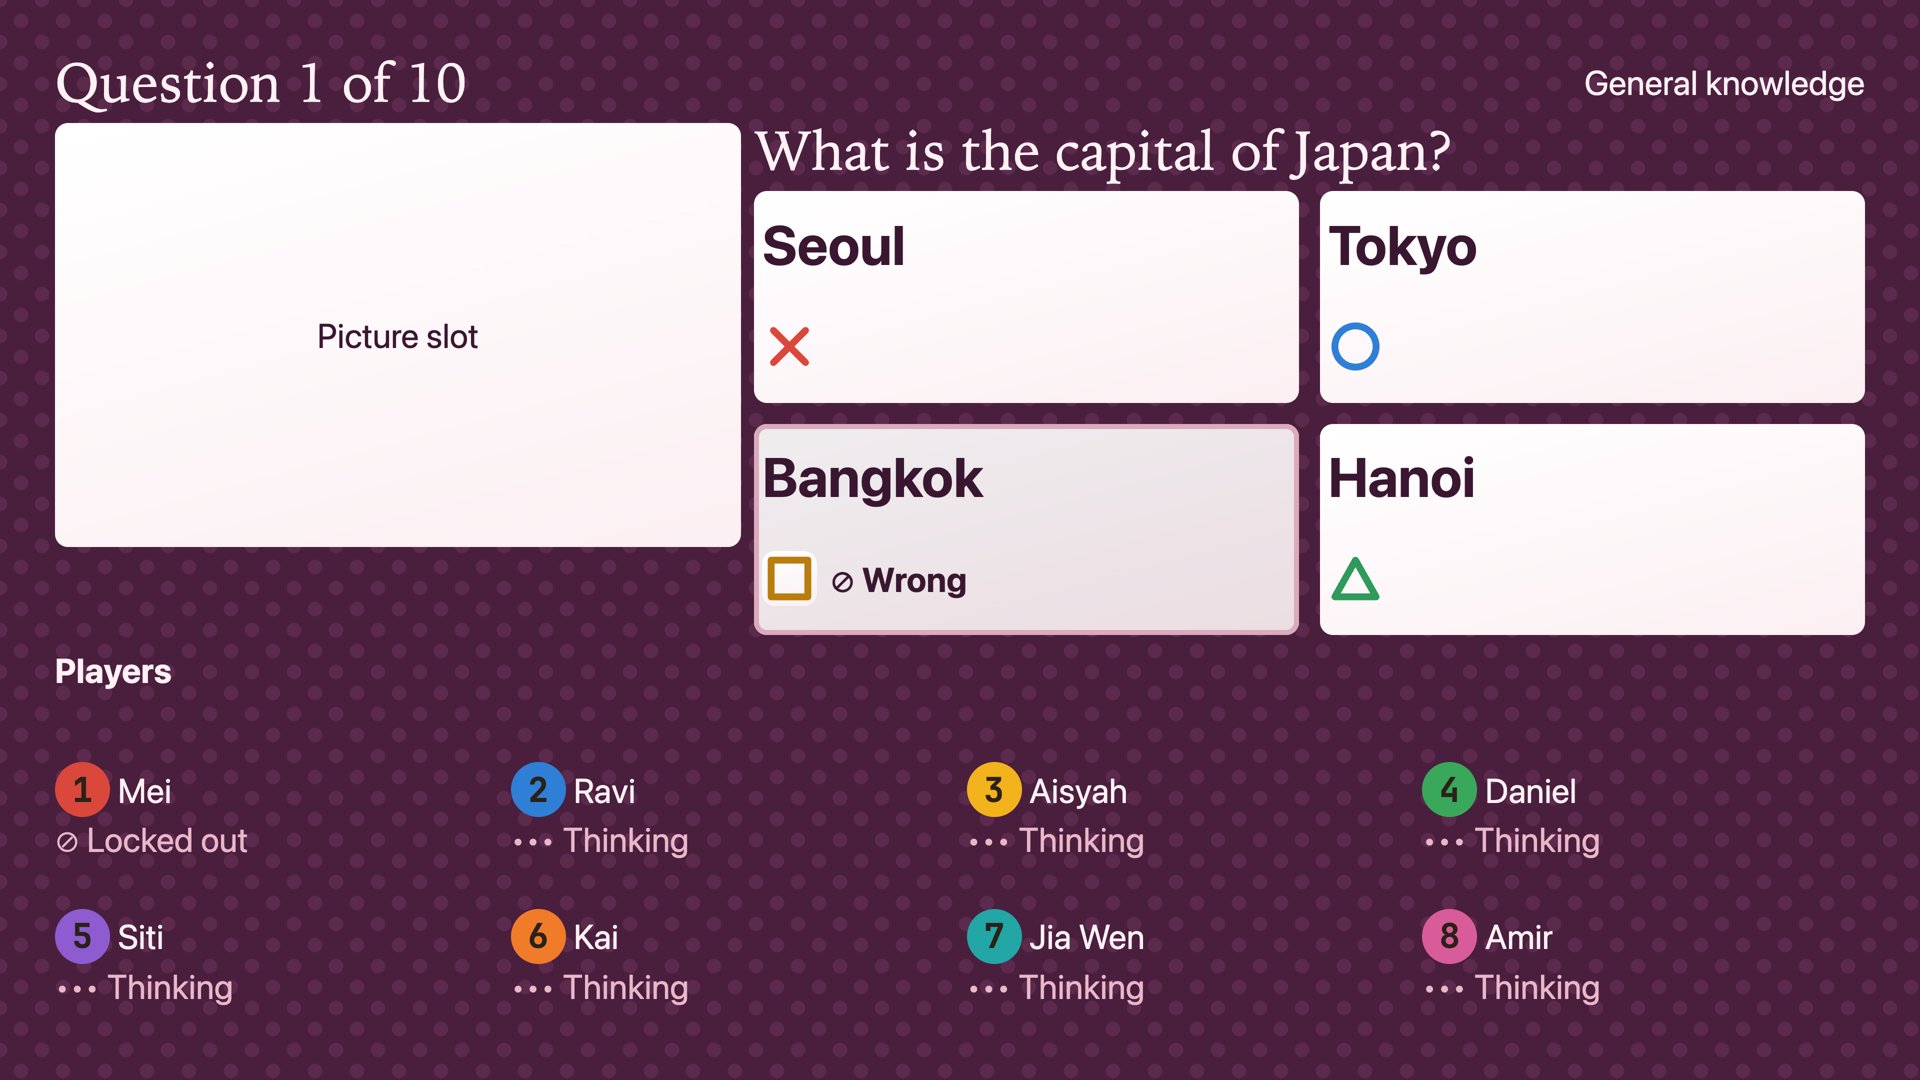 Question 1 of 10
General knowledge
Picture slot
What is the capital of Japan?
Seoul
Tokyo
Bangkok
Wrong
Hanoi
Players
1 Mei
Locked out
2 Ravi
Thinking
3 Aisyah
Thinking
4 Daniel
Thinking
5 Siti
Thinking
6 Kai
Thinking
7 Jia Wen
Thinking
8 Amir
Thinking